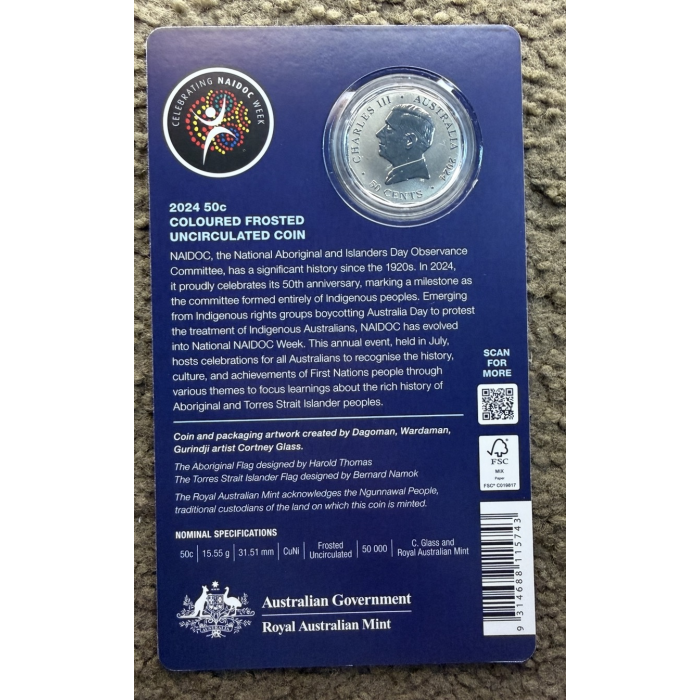 CELEBRATING NAIDOC WEEK
CHARLES III • AUSTRALIA 2024
50 CENTS
2024 50c
COLOURED FROSTED
UNCIRCULATED COIN
NAIDOC, the National Aboriginal and Islanders Day Observance
Committee, has a significant history since the 1920s. In 2024,
it proudly celebrates its 50th anniversary, marking a milestone as
the committee formed entirely of Indigenous peoples. Emerging
from Indigenous rights groups boycotting Australia Day to protest
the treatment of Indigenous Australians, NAIDOC has evolved
into National NAIDOC Week. This annual event, held in July,
hosts celebrations for all Australians to recognise the history,
culture, and achievements of First Nations people through
various themes to focus learnings about the rich history of
Aboriginal and Torres Strait Islander peoples.
SCAN
FOR
MORE
Coin and packaging artwork created by Dagoman, Wardaman,
Gurindji artist Cortney Glass.
The Aboriginal Flag designed by Harold Thomas
The Torres Strait Islander Flag designed by Bernard Namok
The Royal Australian Mint acknowledges the Ngunnawal People,
traditional custodians of the land on which this coin is minted.
FSC
MIX
Paper
FSC® C016917
NOMINAL SPECIFICATIONS
50c | 15.55 g | 31.51 mm | CuNi | Frosted Uncirculated | 50 000 | C. Glass and Royal Australian Mint
Australian Government
Royal Australian Mint
9 314688 115743